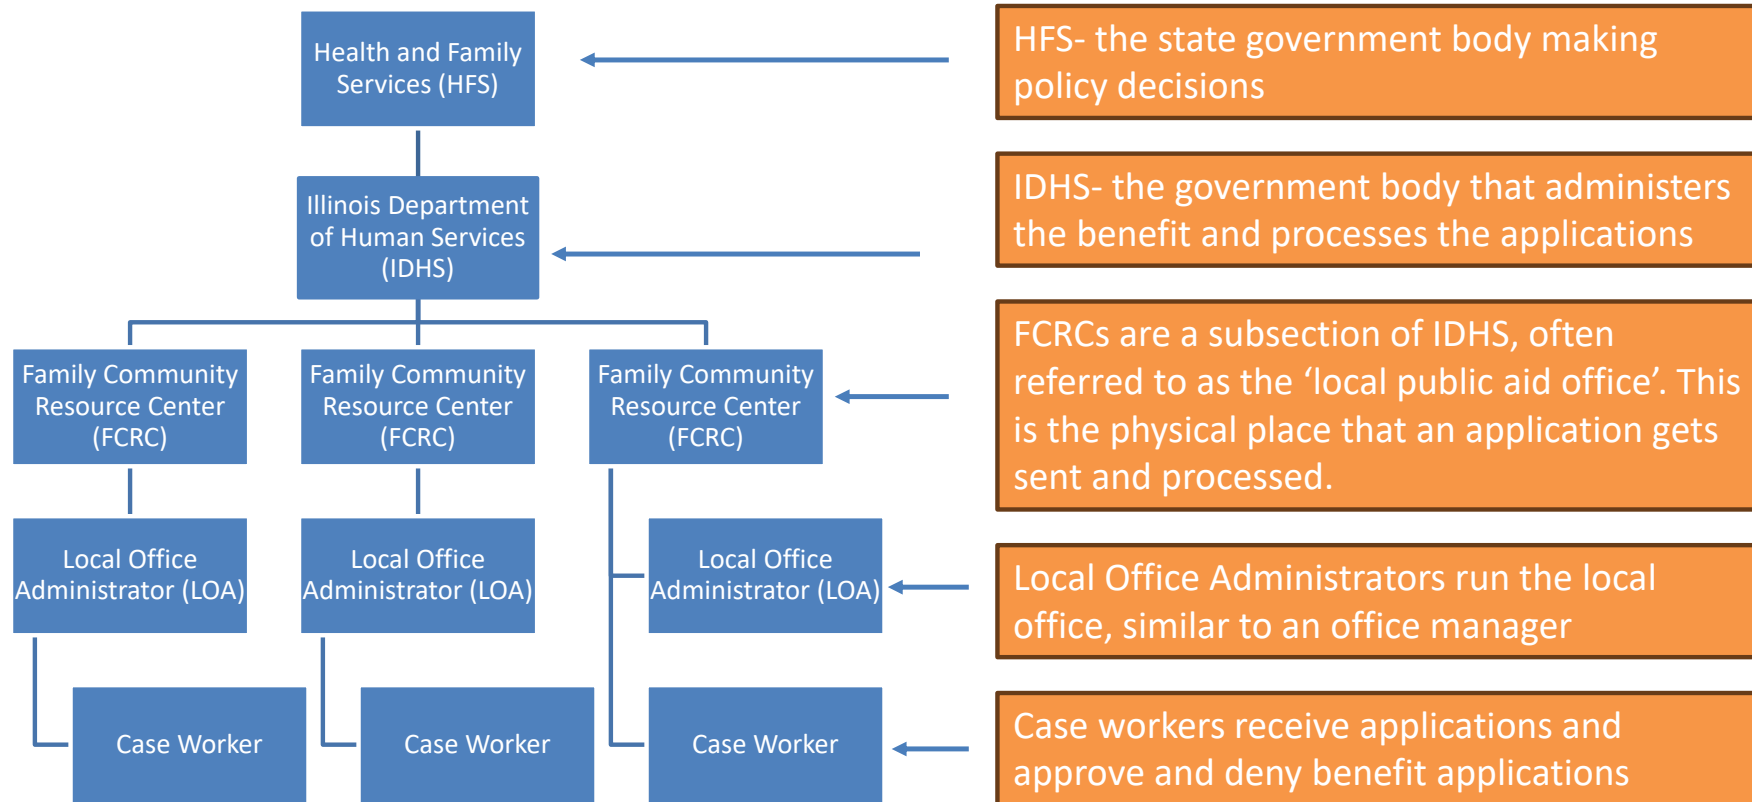 Health and Family
Services (HFS)
HFS- the state government body making
policy decisions
Illinois Department
of Human Services
(IDHS)
IDHS- the government body that administers
the benefit and processes the applications
Family Community
Resource Center
(FCRC)
Family Community
Resource Center
(FCRC)
Family Community
Resource Center
(FCRC)
FCRCs are a subsection of IDHS, often
referred to as the ‘local public aid office’. This
is the physical place that an application gets
sent and processed.
Local Office
Administrator (LOA)
Local Office
Administrator (LOA)
Local Office
Administrator (LOA)
Local Office Administrators run the local
office, similar to an office manager
Case Worker
Case Worker
Case Worker
Case workers receive applications and
approve and deny benefit applications